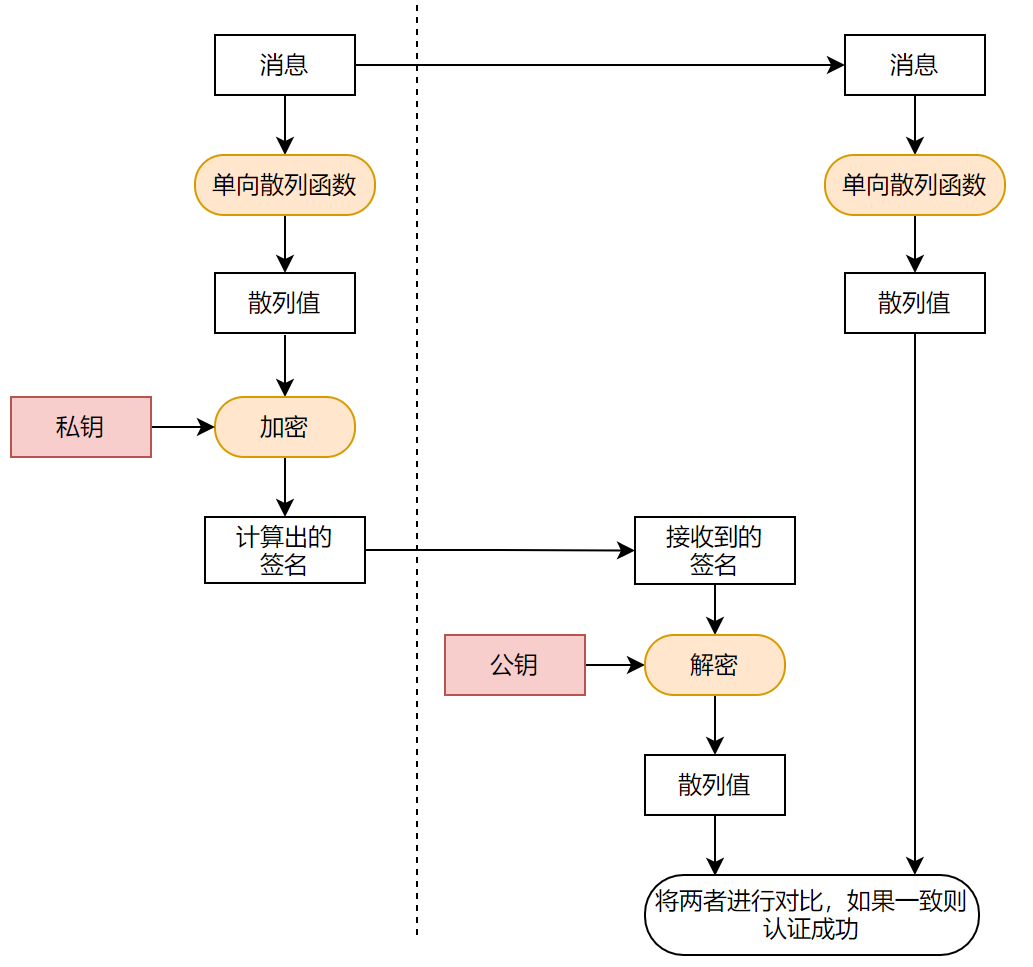 消息
消息
单向散列函数
单向散列函数
散列值
散列值
私钥
加密
计算出的
签名
接收到的
签名
公钥
解密
散列值
将两者进行对比，如果一致则
认证成功